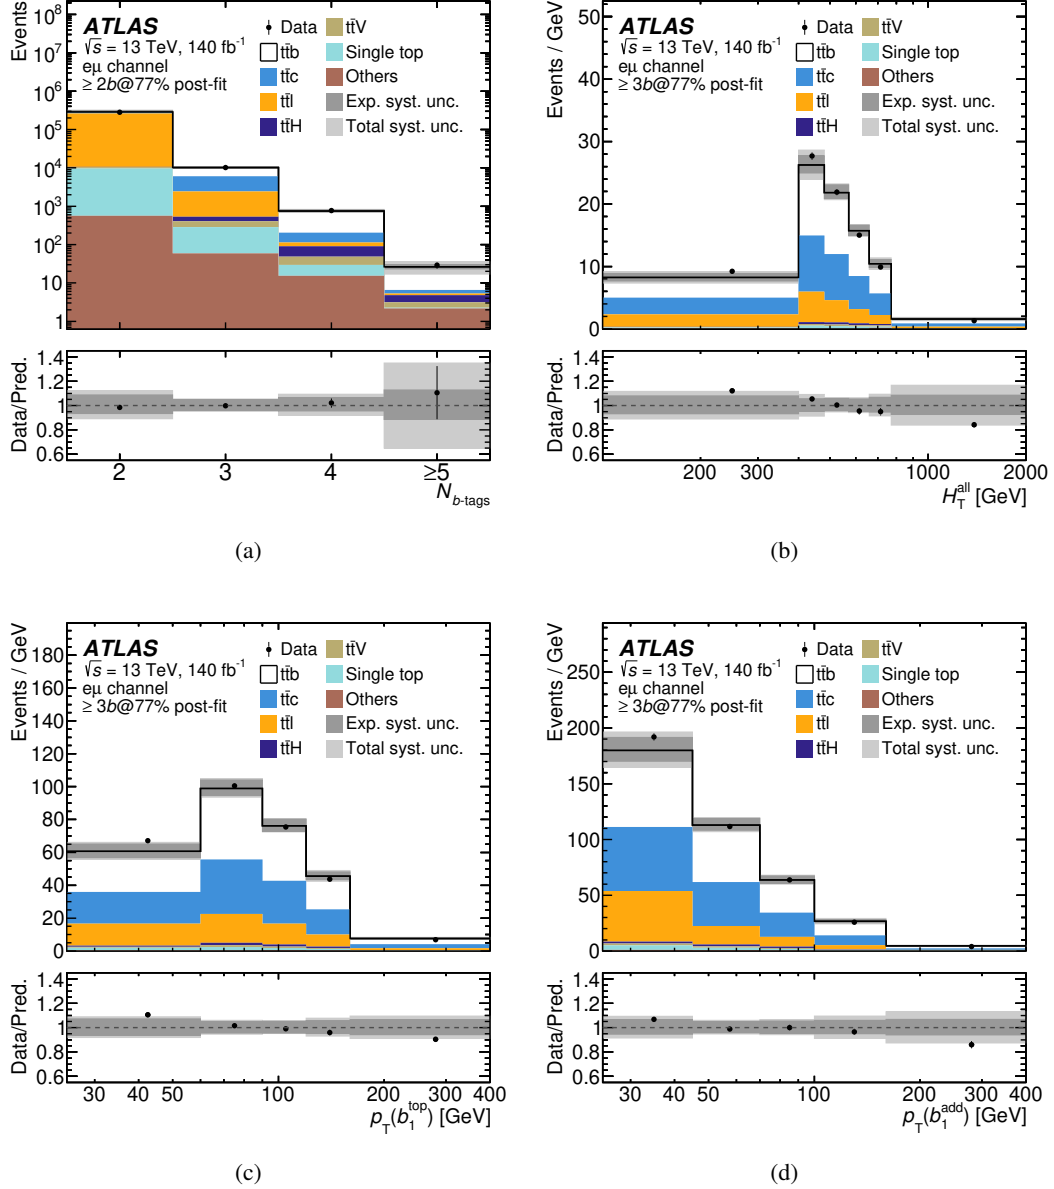 Events
10⁸
10⁷
10⁶
10⁵
10⁴
10³
10²
10
1
ATLAS
√s = 13 TeV, 140 fb⁻¹
eμ channel
≥ 2b@77% post-fit
Data
tt̄b
tt̄c
tt̄l
tt̄H
tt̄V
Single top
Others
Exp. syst. unc.
Total syst. unc.
Data/Pred.
1.4
1.2
1
0.8
0.6
2 3 4 ≥5
N b-tags
(a)
Events / GeV
50
40
30
20
10
0
ATLAS
√s = 13 TeV, 140 fb⁻¹
eμ channel
≥ 3b@77% post-fit
Data
tt̄b
tt̄c
tt̄l
tt̄H
tt̄V
Single top
Others
Exp. syst. unc.
Total syst. unc.
Data/Pred.
1.4
1.2
1
0.8
0.6
200 300 1000 2000
H_T^all [GeV]
(b)
Events / GeV
180
160
140
120
100
80
60
40
20
0
ATLAS
√s = 13 TeV, 140 fb⁻¹
eμ channel
≥ 3b@77% post-fit
Data
tt̄b
tt̄c
tt̄l
tt̄H
tt̄V
Single top
Others
Exp. syst. unc.
Total syst. unc.
Data/Pred.
1.4
1.2
1
0.8
0.6
30 40 50 100 200 300 400
p_T(b_1^top) [GeV]
(c)
Events / GeV
250
200
150
100
50
0
ATLAS
√s = 13 TeV, 140 fb⁻¹
eμ channel
≥ 3b@77% post-fit
Data
tt̄b
tt̄c
tt̄l
tt̄H
tt̄V
Single top
Others
Exp. syst. unc.
Total syst. unc.
Data/Pred.
1.4
1.2
1
0.8
0.6
30 40 50 100 200 300 400
p_T(b_1^add) [GeV]
(d)